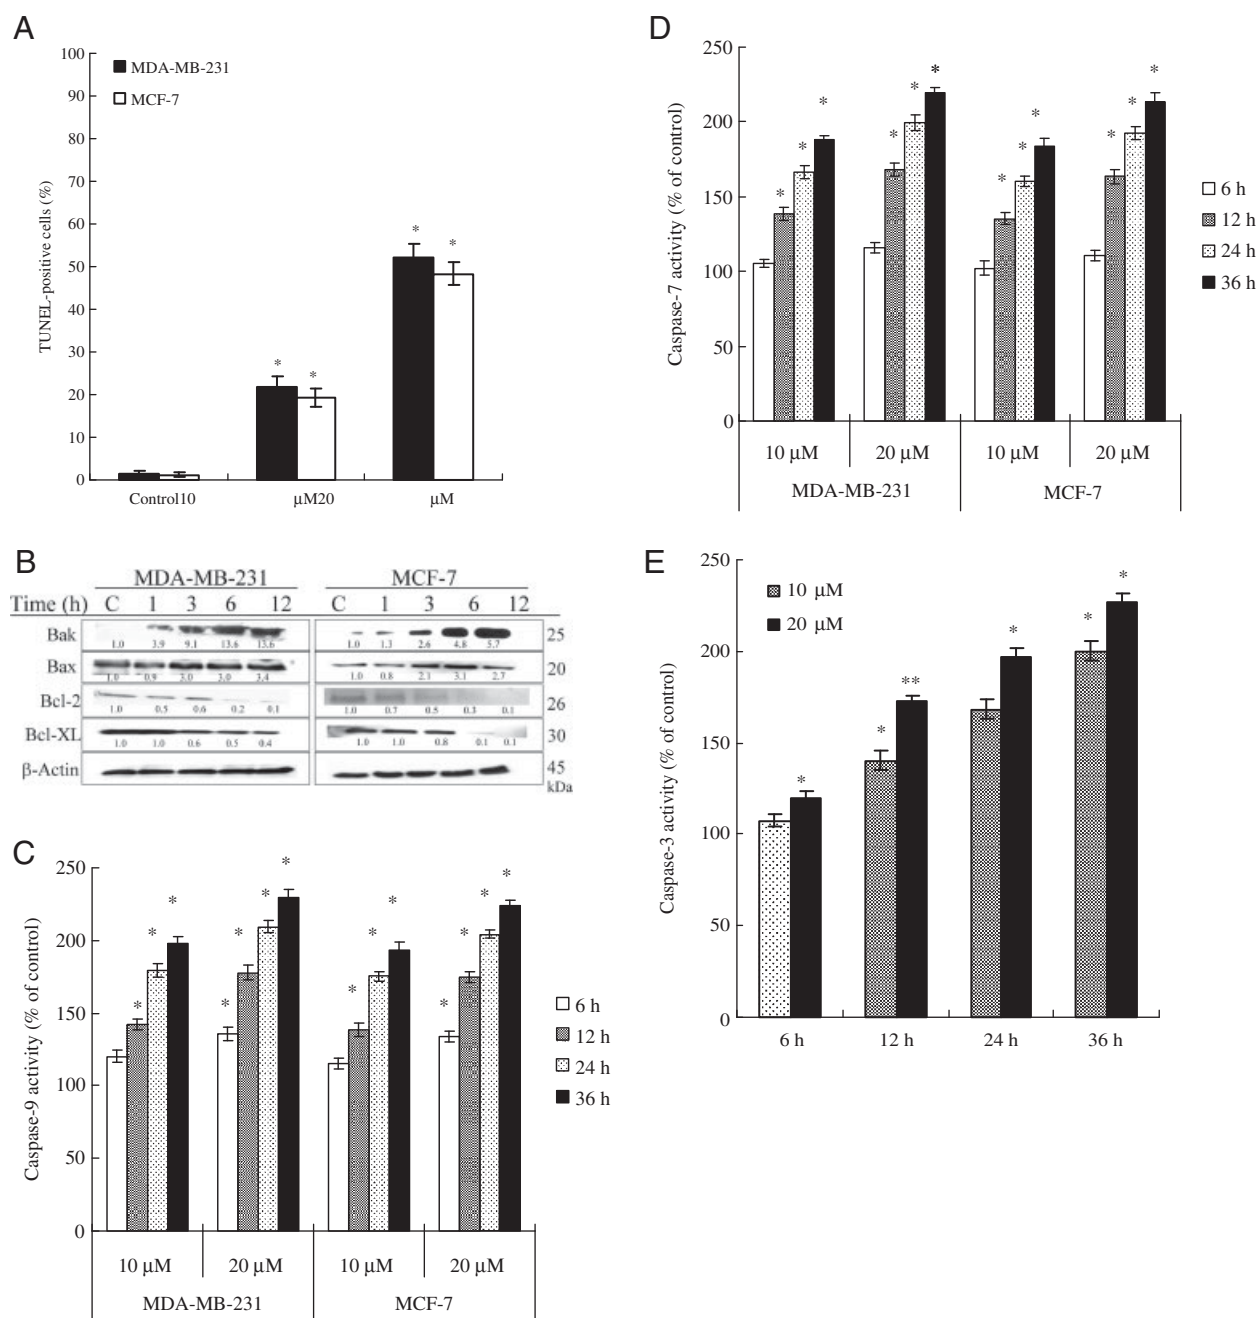 A
100
90
80
70
60
50
40
30
20
10
0
TUNEL-positive cells (%)
MDA-MB-231
MCF-7
* * * *
Control10 µM20 µM
B
MDA-MB-231 MCF-7
Time (h) C 1 3 6 12 C 1 3 6 12
Bak 25
1.0 3.9 9.1 13.6 13.6 1.0 1.3 2.6 4.8 5.7
Bax 20
1.0 0.9 3.0 3.0 3.4 1.0 0.8 2.1 3.1 2.7
Bcl-2 26
1.0 0.5 0.6 0.2 0.1 1.0 0.7 0.5 0.3 0.1
Bcl-XL 30
1.0 1.0 0.6 0.5 0.4 1.0 1.0 0.8 0.1 0.1
β-Actin 45
kDa
C
250
200
150
100
50
0
Caspase-9 activity (% of control)
* * * * * * * * * * * * * *
6 h
12 h
24 h
36 h
10 µM 20 µM 10 µM 20 µM
MDA-MB-231 MCF-7
D
250
200
150
100
50
0
Caspase-7 activity (% of control)
* * * * * * * * * * * *
6 h
12 h
24 h
36 h
10 µM 20 µM 10 µM 20 µM
MDA-MB-231 MCF-7
E
250
200
150
100
50
0
Caspase-3 activity (% of control)
10 µM
20 µM
* * ** * * *
6 h 12 h 24 h 36 h